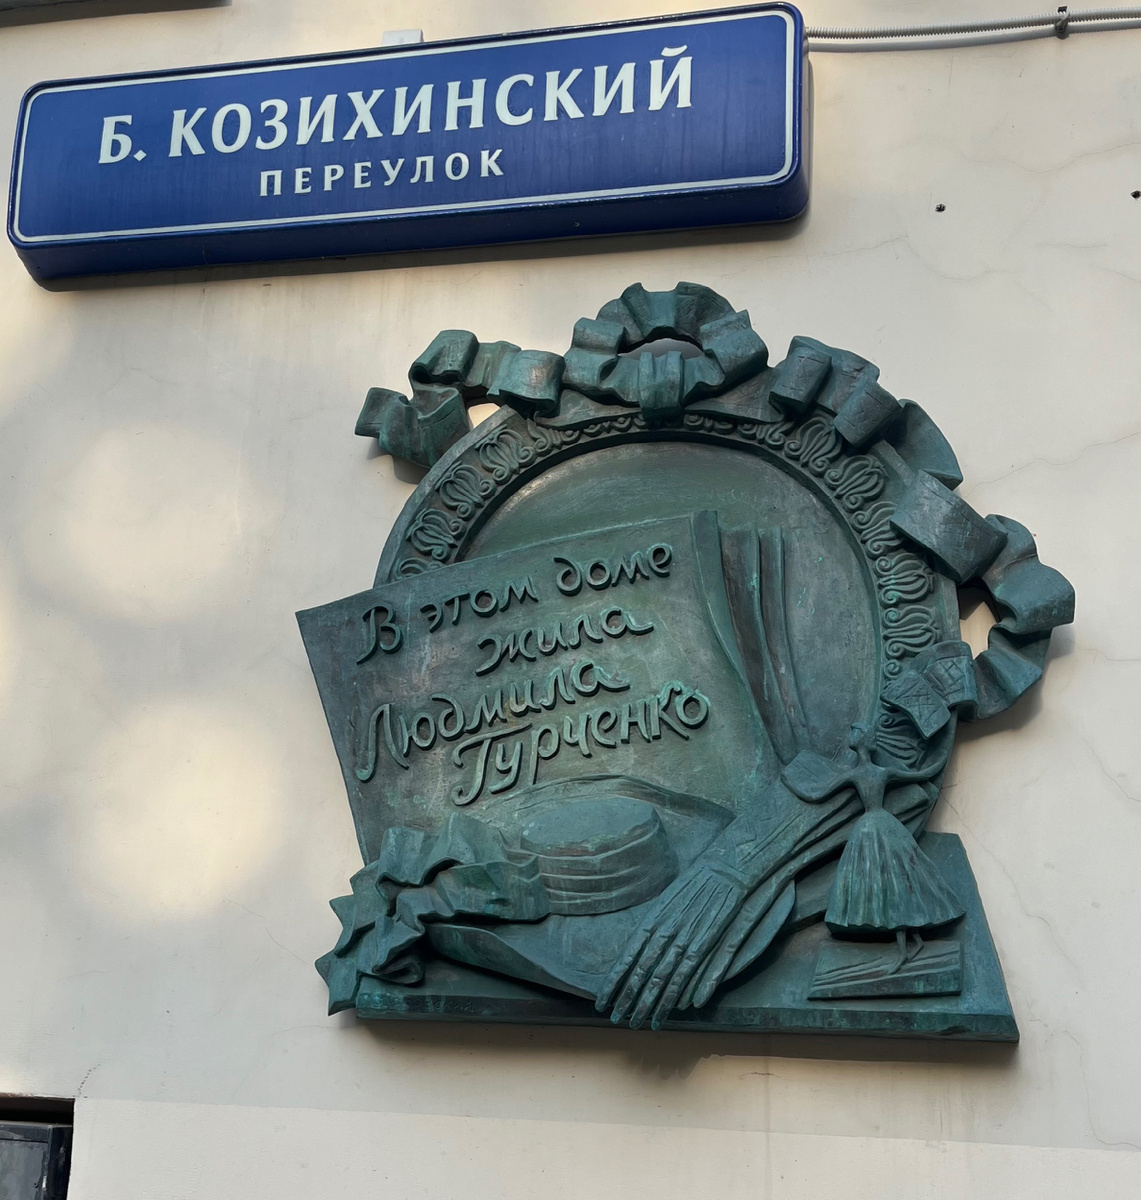 Б. КОЗИХИНСКИЙ
ПЕРЕУЛОК
В этом доме
жила
Людмила
Гурченко